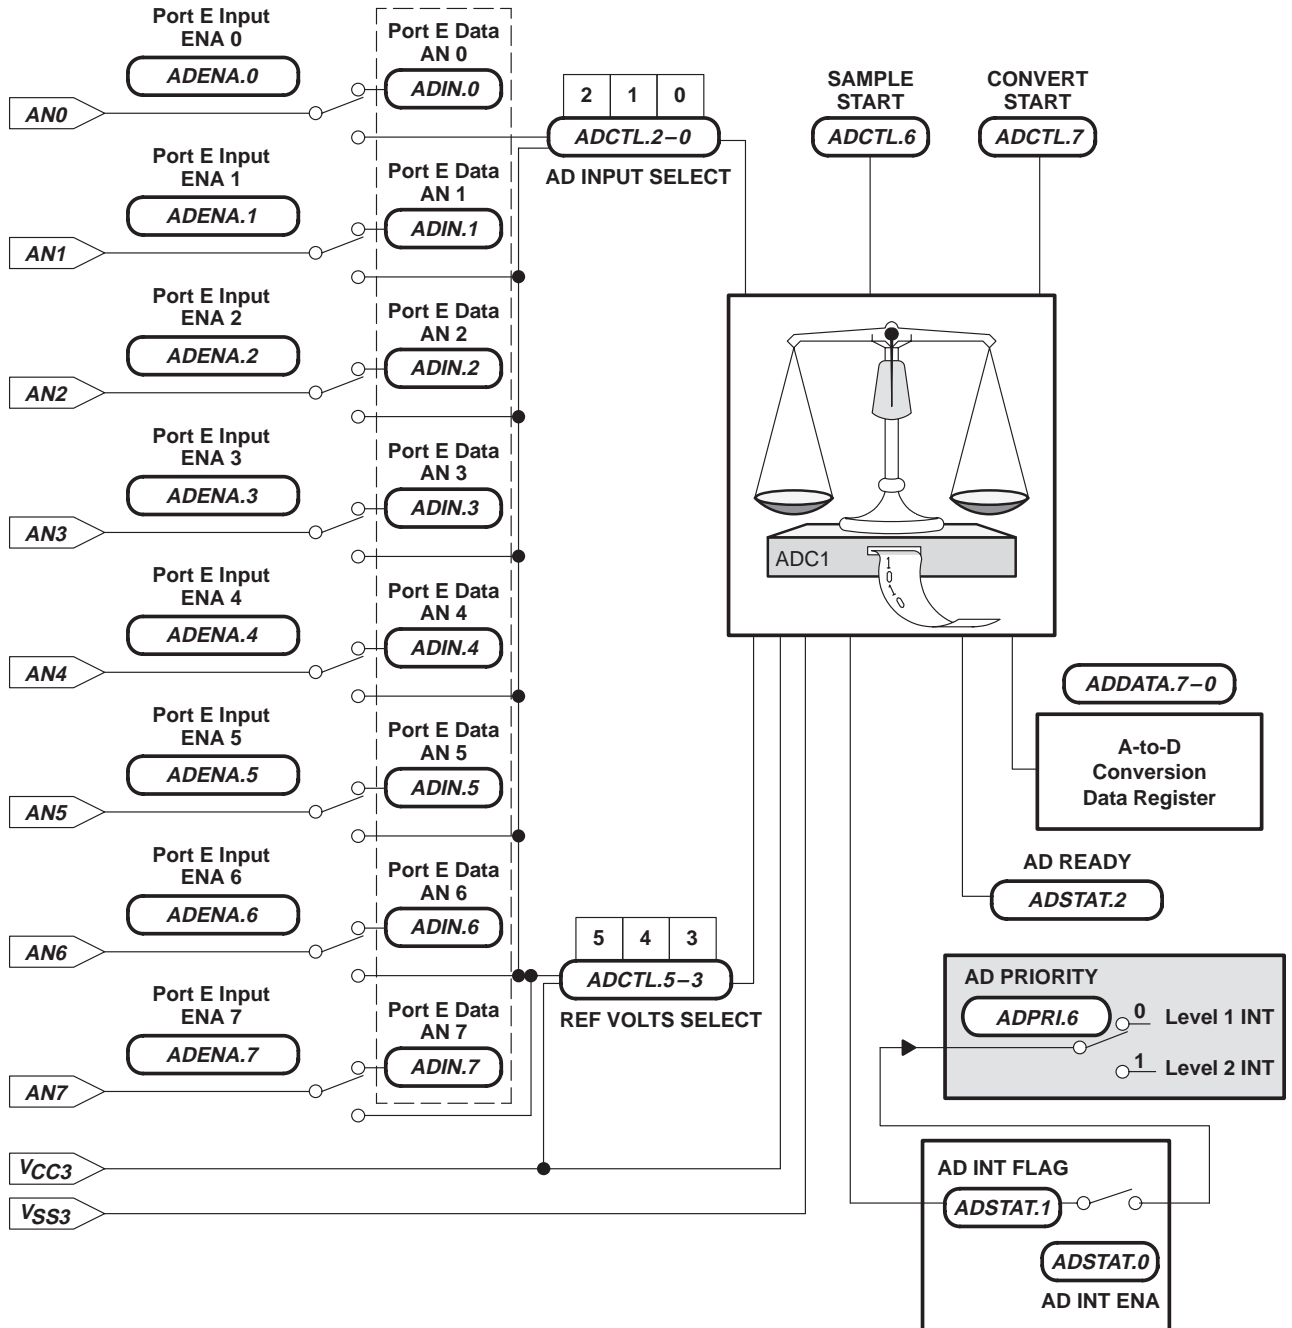 Port E Input
ENA 0
ADENA.0
AN0
Port E Data
AN 0
ADIN.0
Port E Input
ENA 1
ADENA.1
AN1
Port E Data
AN 1
ADIN.1
Port E Input
ENA 2
ADENA.2
AN2
Port E Data
AN 2
ADIN.2
Port E Input
ENA 3
ADENA.3
AN3
Port E Data
AN 3
ADIN.3
Port E Input
ENA 4
ADENA.4
AN4
Port E Data
AN 4
ADIN.4
Port E Input
ENA 5
ADENA.5
AN5
Port E Data
AN 5
ADIN.5
Port E Input
ENA 6
ADENA.6
AN6
Port E Data
AN 6
ADIN.6
Port E Input
ENA 7
ADENA.7
AN7
Port E Data
AN 7
ADIN.7
VCC3
VSS3
2 1 0
ADCTL.2–0
AD INPUT SELECT
SAMPLE
START
ADCTL.6
CONVERT
START
ADCTL.7
ADC1
1
0
1
0
5 4 3
ADCTL.5–3
REF VOLTS SELECT
ADDATA.7–0
A-to-D
Conversion
Data Register
AD READY
ADSTAT.2
AD PRIORITY
ADPRI.6
0 Level 1 INT
1 Level 2 INT
AD INT FLAG
ADSTAT.1
ADSTAT.0
AD INT ENA